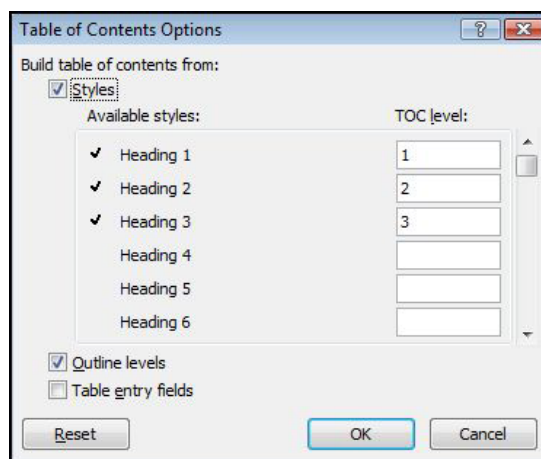 Table of Contents Options
Build table of contents from:
Styles
Available styles: TOC level:
Heading 1 1
Heading 2 2
Heading 3 3
Heading 4
Heading 5
Heading 6
Outline levels
Table entry fields
Reset OK Cancel